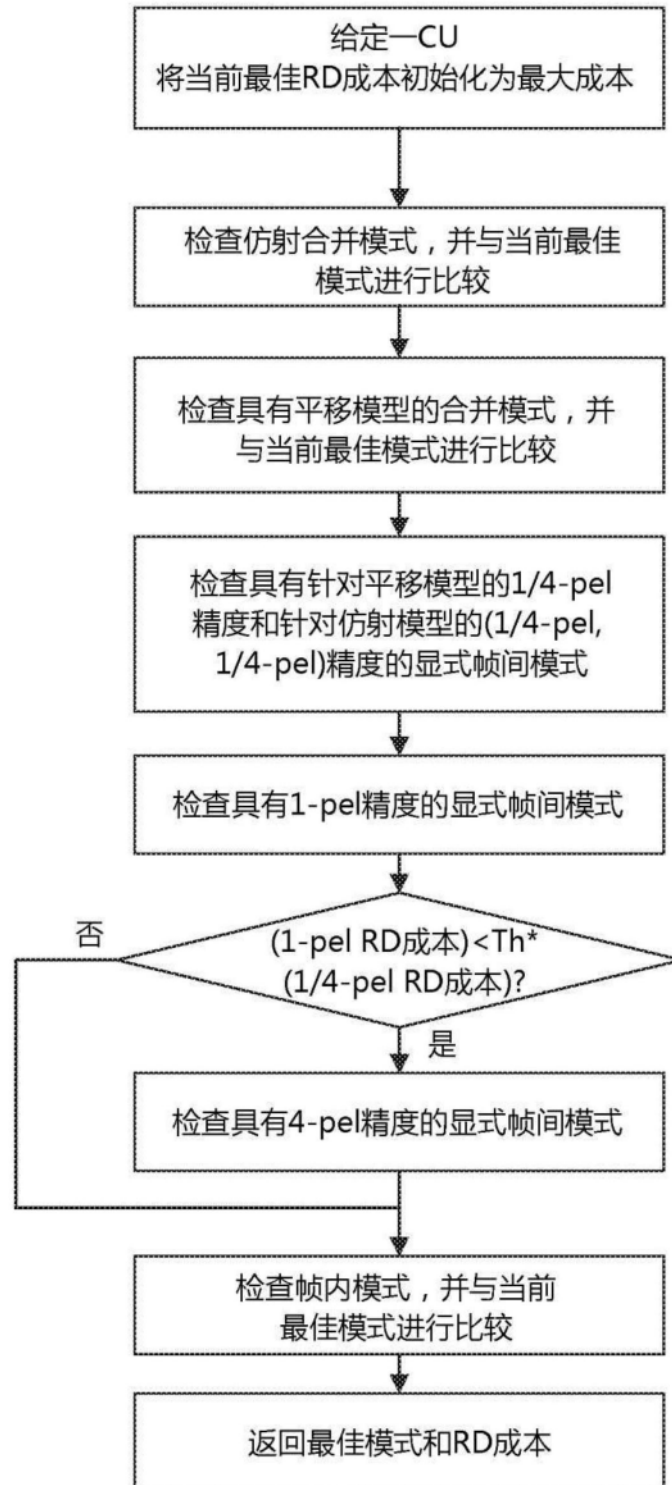 给定一CU
将当前最佳RD成本初始化为最大成本
检查仿射合并模式，并与当前最佳
模式进行比较
检查具有平移模型的合并模式，并
与当前最佳模式进行比较
检查具有针对平移模型的1/4-pel
精度和针对仿射模型的(1/4-pel,
1/4-pel)精度的显式帧间模式
检查具有1-pel精度的显式帧间模式
否
(1-pel RD成本)<Th*
(1/4-pel RD成本)?
是
检查具有4-pel精度的显式帧间模式
检查帧内模式，并与当前
最佳模式进行比较
返回最佳模式和RD成本